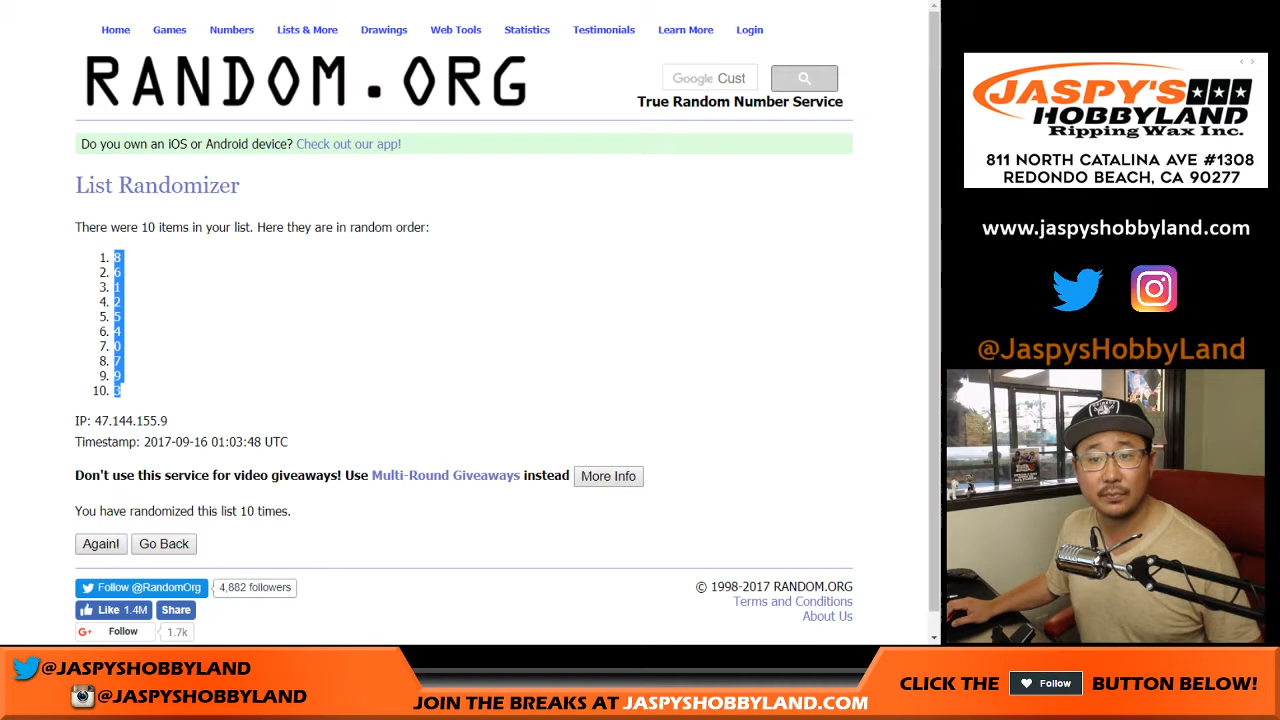 Home Games Numbers Lists & More Drawings Web Tools Statistics Testimonials Learn More Login
RANDOM.ORG
Google Cust
True Random Number Service
Do you own an iOS or Android device? Check out our app!
List Randomizer
There were 10 items in your list. Here they are in random order:
1. 8
2. 6
3. 1
4. 2
5. 5
6. 4
7. 0
8. 7
9. 9
10. 3
IP: 47.144.155.9
Timestamp: 2017-09-16 01:03:48 UTC
Don't use this service for video giveaways! Use Multi-Round Giveaways instead More Info
You have randomized this list 10 times.
Again! Go Back
Follow @RandomOrg 4,882 followers
Like 1.4M Share
G+ Follow 1.7k
© 1998-2017 RANDOM.ORG
Terms and Conditions
About Us
JASPY'S
HOBBYLAND
Ripping Wax Inc.
811 NORTH CATALINA AVE #1308
REDONDO BEACH, CA 90277
www.jaspyshobbyland.com
@JaspysHobbyLand
@JASPYSHOBBYLAND
@JASPYSHOBBYLAND
JOIN THE BREAKS AT JASPYSHOBBYLAND.COM
CLICK THE Follow BUTTON BELOW!